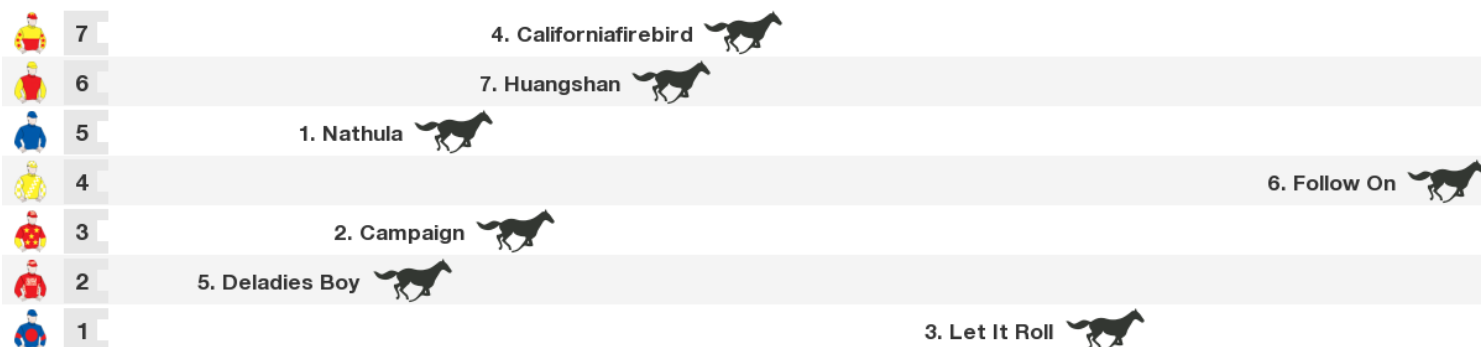 7 4. Californiafirebird
6 7. Huangshan
5 1. Nathula
4 6. Follow On
3 2. Campaign
2 5. Deladies Boy
1 3. Let It Roll